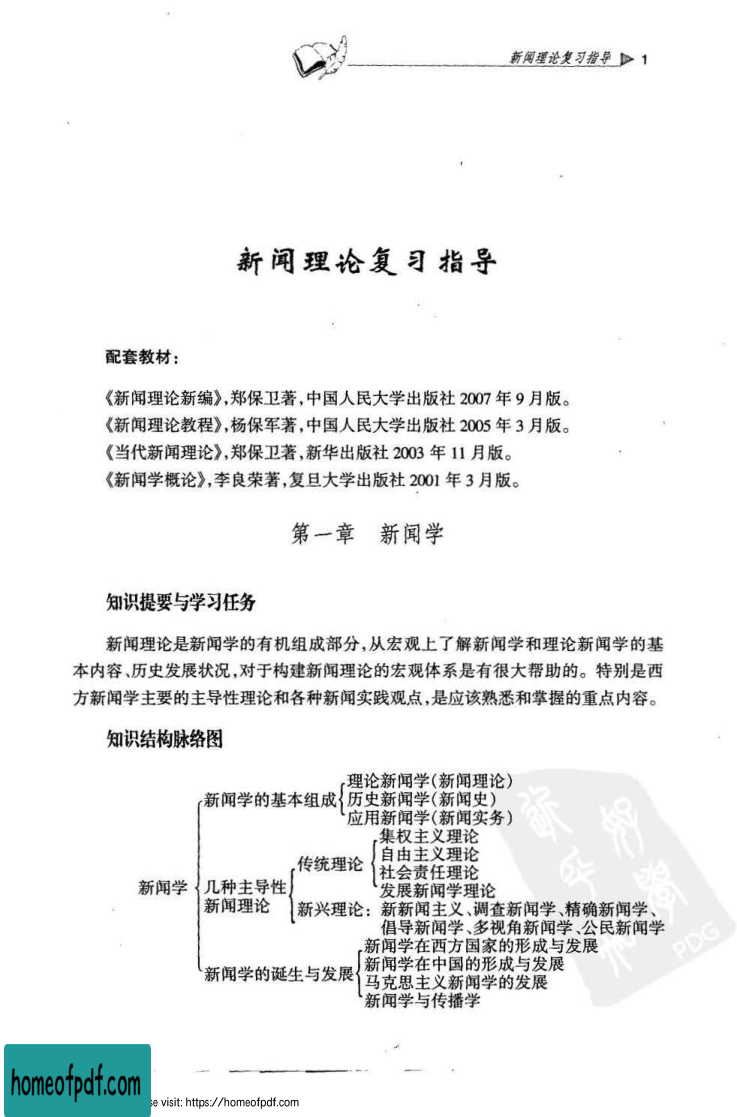 新闻理论复习指导 1
新闻理论复习指导
配套教材：
《新闻理论新编》，郑保卫著，中国人民大学出版社 2007 年 9 月版。
《新闻理论教程》，杨保军著，中国人民大学出版社 2005 年 3 月版。
《当代新闻理论》，郑保卫著，新华出版社 2003 年 11 月版。
《新闻学概论》，李良荣著，复旦大学出版社 2001 年 3 月版。
第一章 新闻学
知识提要与学习任务
新闻理论是新闻学的有机组成部分，从宏观上了解新闻学和理论新闻学的基
本内容、历史发展状况，对于构建新闻理论的宏观体系是有很大帮助的。特别是西
方新闻学主要的主导性理论和各种新闻实践观点，是应该熟悉和掌握的重点内容。
知识结构脉络图
新闻学
新闻学的基本组成
理论新闻学（新闻理论）
历史新闻学（新闻史）
应用新闻学（新闻实务）
几种主导性
新闻理论
传统理论
集权主义理论
自由主义理论
社会责任理论
发展新闻学理论
新兴理论：新新闻主义、调查新闻学、精确新闻学、
倡导新闻学、多视角新闻学、公民新闻学
新闻学的诞生与发展
新闻学在西方国家的形成与发展
新闻学在中国的形成与发展
马克思主义新闻学的发展
新闻学与传播学
PDG
homeofpdf.com
se visit: https://homeofpdf.com